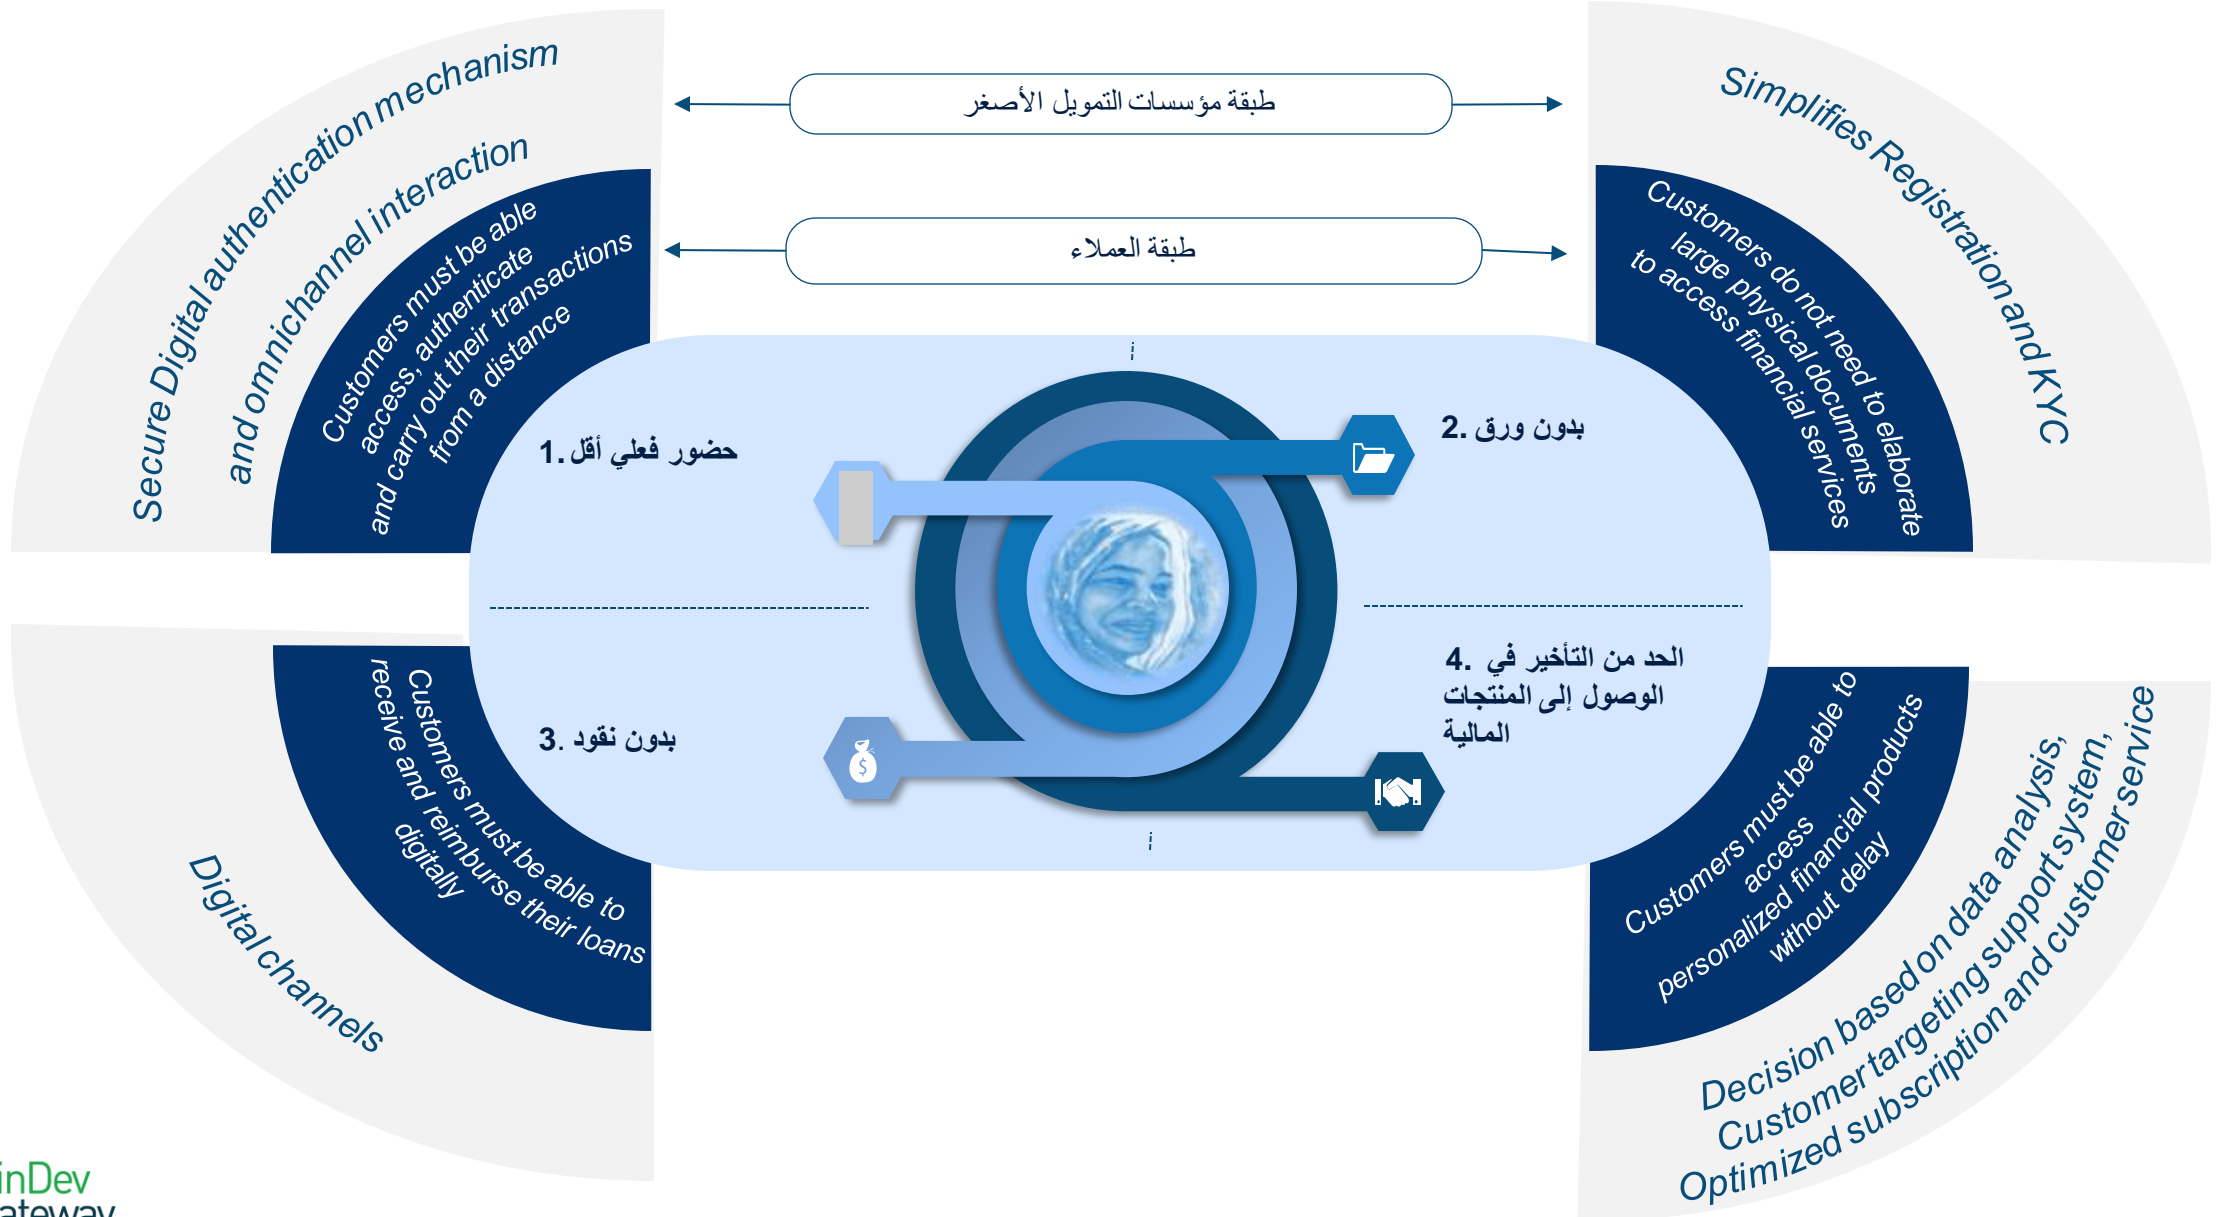 طبقة مؤسسات التمويل الأصغر
طبقة العملاء
Secure Digital authentication mechanism
and omnichannel interaction
Customers must be able
access, authenticate
and carry out their transactions
from a distance
Simplifies Registration and KYC
Customers do not need to elaborate
large physical documents
to access financial services
1. حضور فعلي أقل
2. بدون ورق
3. بدون نقود
4. الحد من التأخير في
الوصول إلى المنتجات
المالية
Customers must be able to
receive and reimburse their loans
digitally
Digital channels
Customers must be able to
access
personalized financial products
without delay
Decision based on data analysis,
Customer targeting support system,
Optimized subscription and customer service
inDev
ateway